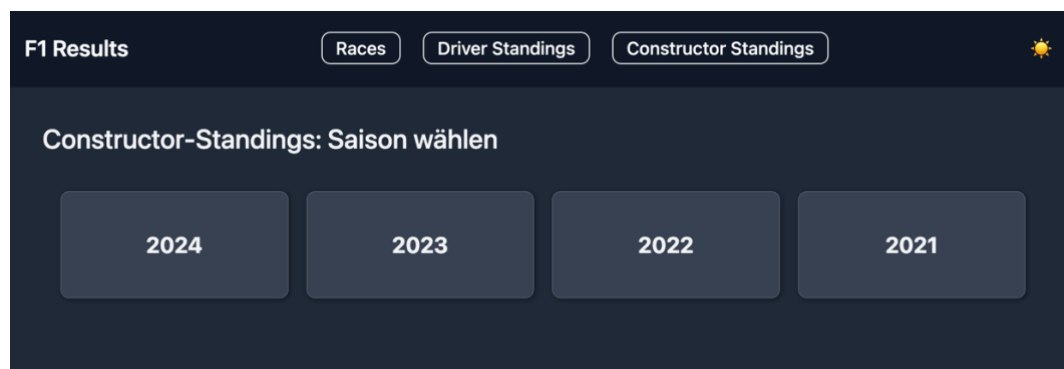 F1 Results Races Driver Standings Constructor Standings
Constructor-Standings: Saison wählen
2024 2023 2022 2021